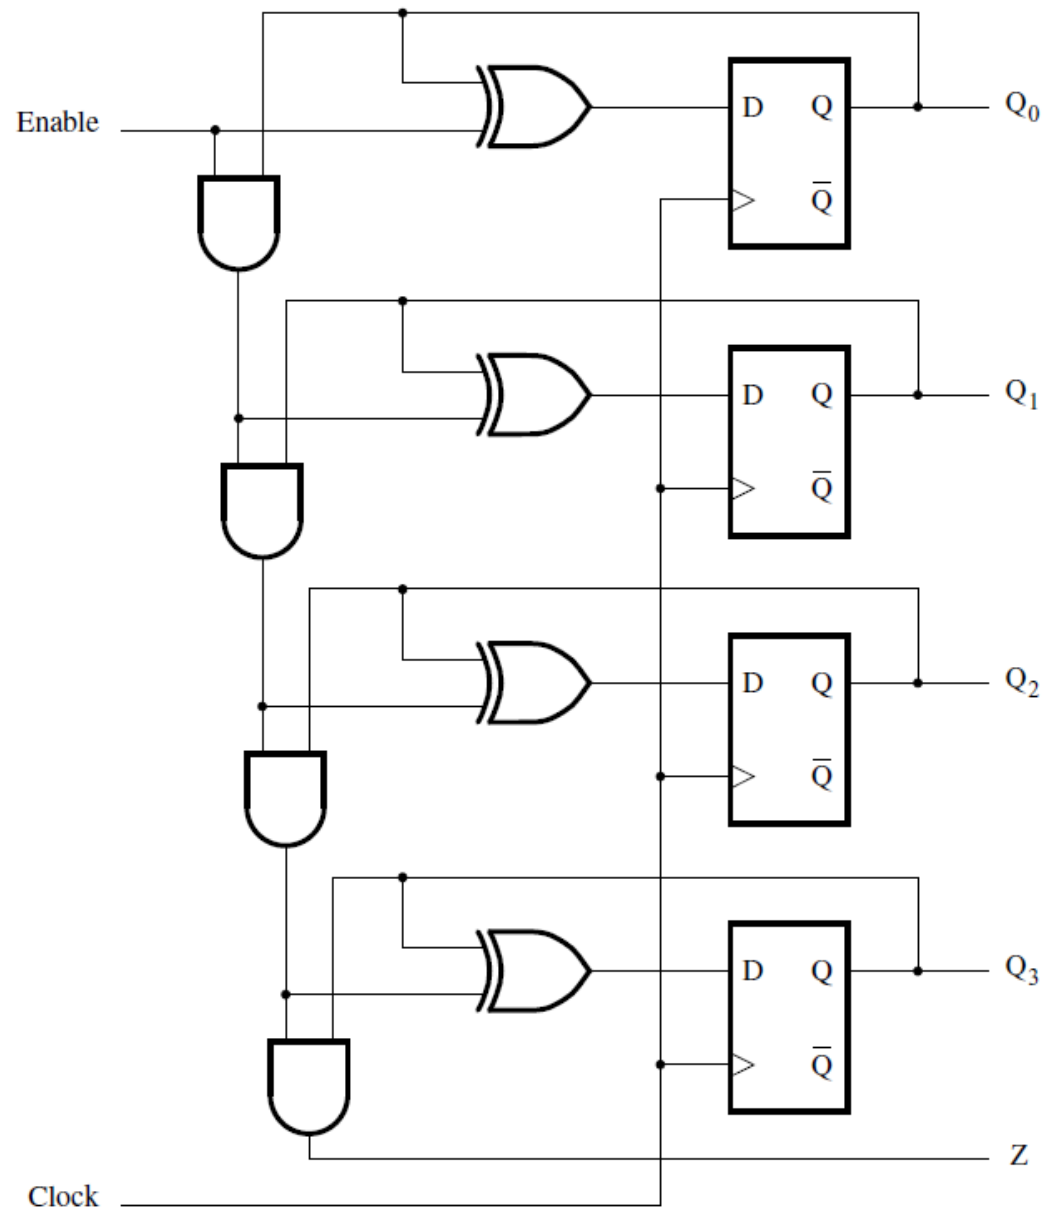 Enable
D Q Q₀
Q̅
D Q Q₁
Q̅
D Q Q₂
Q̅
D Q Q₃
Q̅
Z
Clock